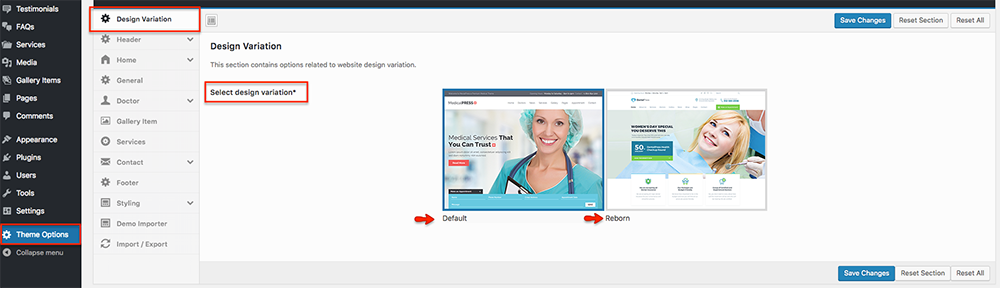 Testimonials
FAQs
Services
Media
Gallery Items
Pages
Comments
Appearance
Plugins
Users
Tools
Settings
Theme Options
Collapse menu
Design Variation
Header
Home
General
Doctor
Gallery Item
Services
Contact
Footer
Styling
Demo Importer
Import / Export
Save Changes
Reset Section
Reset All
Design Variation
This section contains options related to website design variation.
Select design variation*
MedicalPRESS
Medical Services That
You Can Trust
WOMEN'S DAY SPECIAL
YOU DESERVE THIS
50
Default
Reborn
Save Changes
Reset Section
Reset All